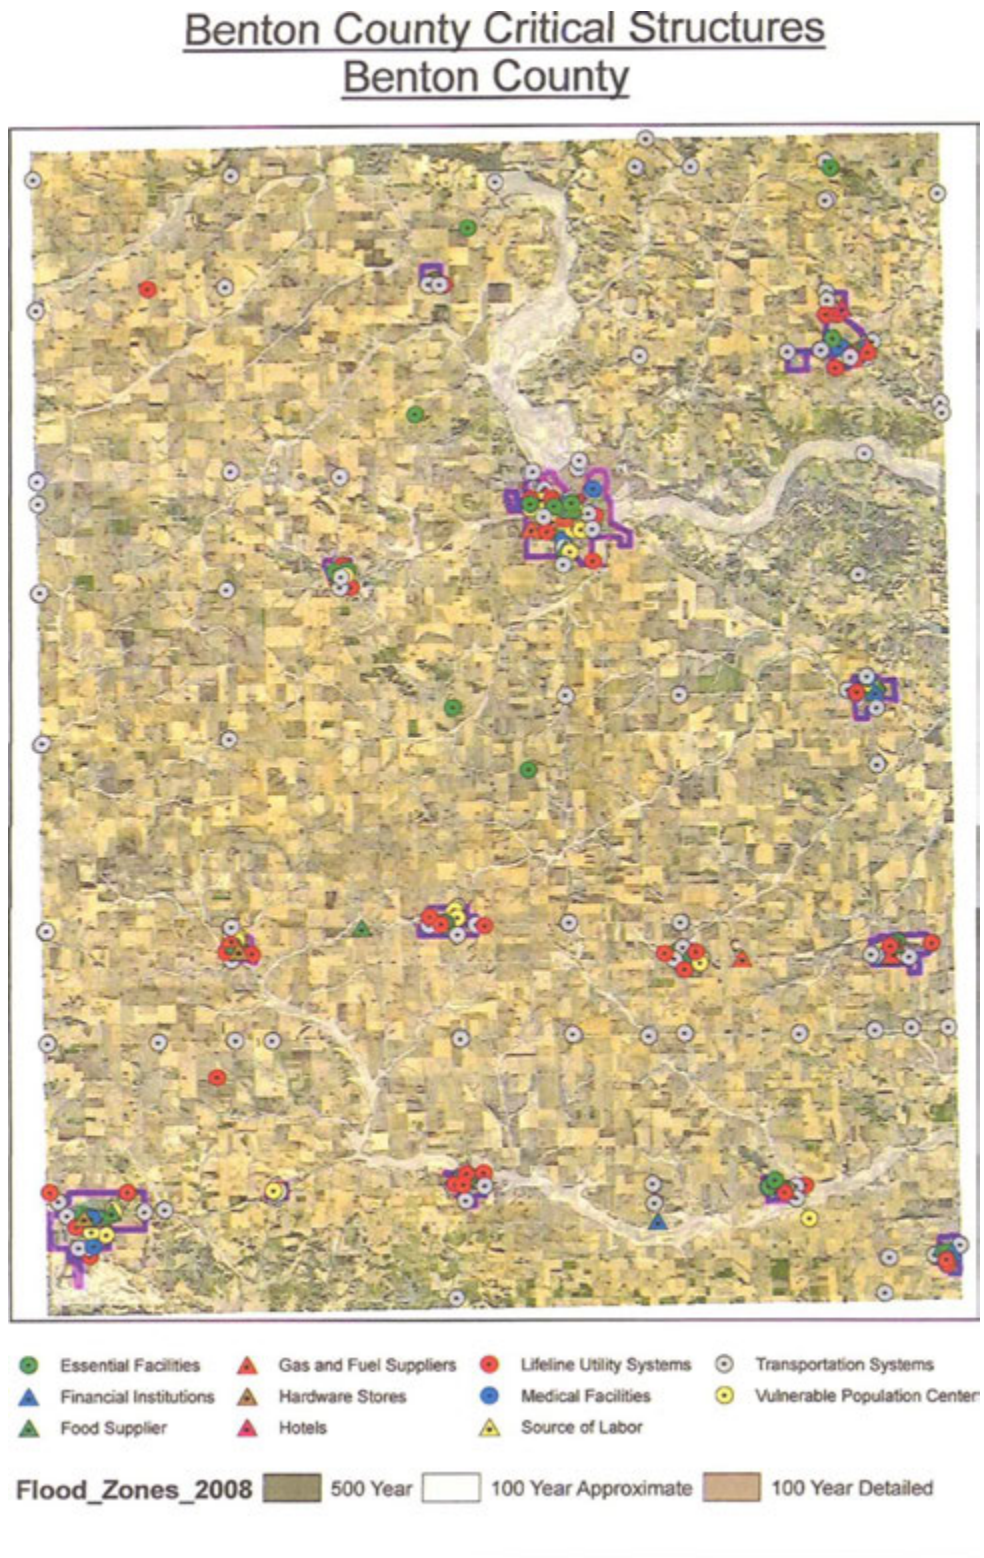 Benton County Critical Structures
Benton County
Essential Facilities Gas and Fuel Suppliers Lifeline Utility Systems Transportation Systems
Financial Institutions Hardware Stores Medical Facilities Vulnerable Population Center
Food Supplier Hotels Source of Labor
Flood_Zones_2008 500 Year 100 Year Approximate 100 Year Detailed